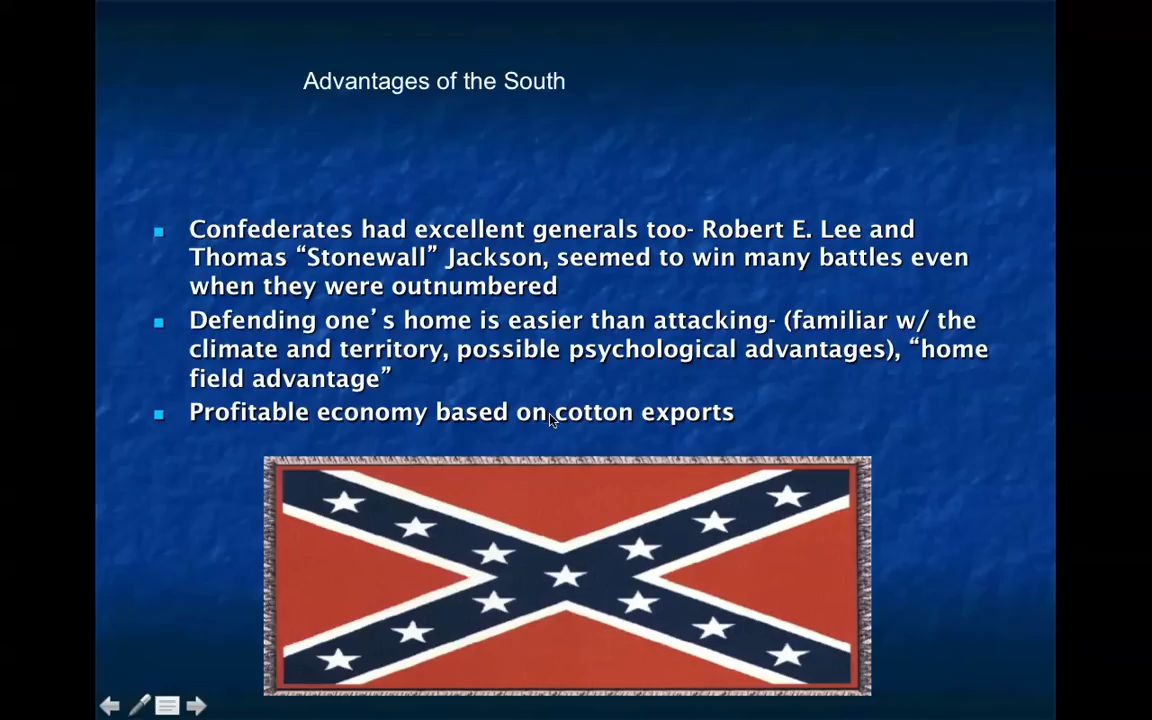 Advantages of the South
Confederates had excellent generals too- Robert E. Lee and
Thomas “Stonewall” Jackson, seemed to win many battles even
when they were outnumbered
Defending one’s home is easier than attacking- (familiar w/ the
climate and territory, possible psychological advantages), “home
field advantage”
Profitable economy based on cotton exports